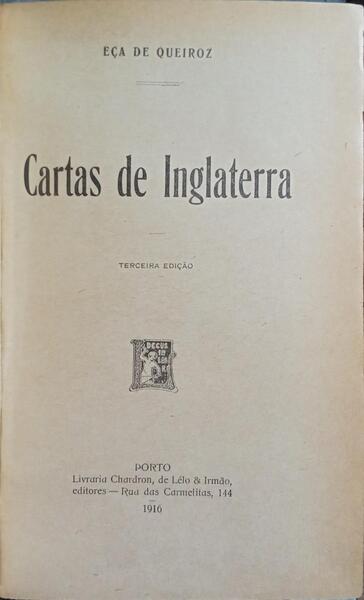 EÇA DE QUEIROZ
Cartas de Inglaterra
TERCEIRA EDIÇÃO
DECUS
PORTO
Livraria Chardron, de Lélo & Irmão,
editores — Rua das Carmelitas, 144
1916